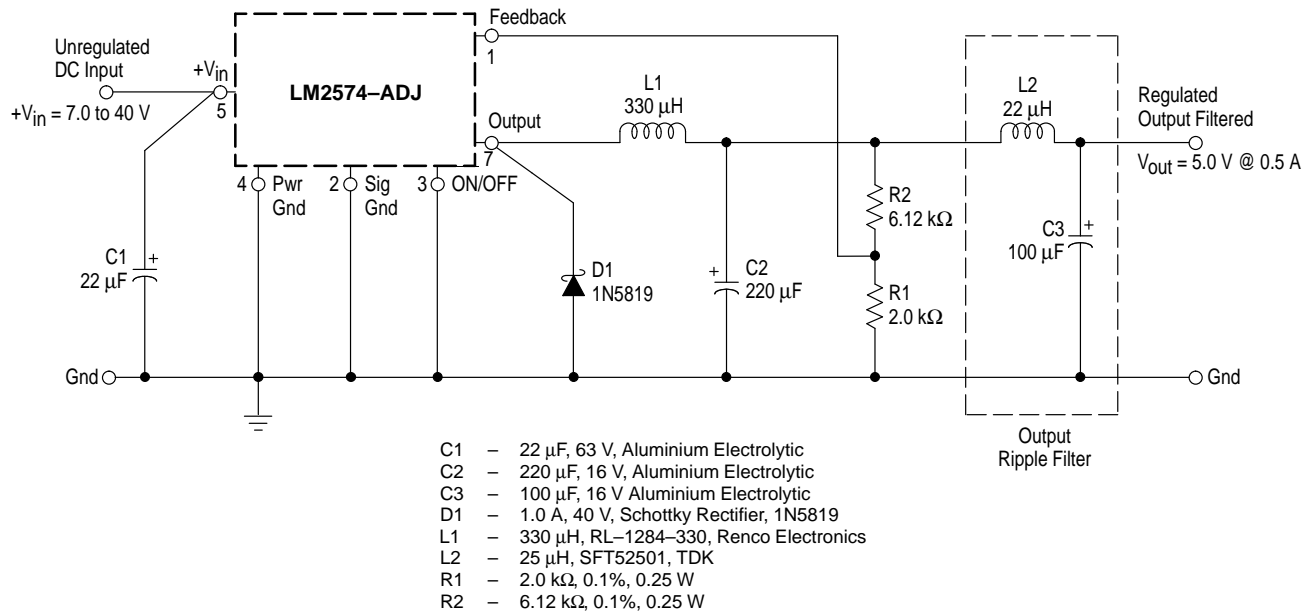 Feedback
1
Unregulated
DC Input
+Vin
5
+Vin = 7.0 to 40 V
LM2574–ADJ
Output
7
4 Pwr
Gnd
2 Sig
Gnd
3 ON/OFF
L1
330 μH
L2
22 μH
Regulated
Output Filtered
Vout = 5.0 V @ 0.5 A
R2
6.12 kΩ
C3
100 μF
+
C1
22 μF
+
D1
1N5819
+
C2
220 μF
R1
2.0 kΩ
Gnd
Gnd
Output
Ripple Filter
C1 – 22 μF, 63 V, Aluminium Electrolytic
C2 – 220 μF, 16 V, Aluminium Electrolytic
C3 – 100 μF, 16 V Aluminium Electrolytic
D1 – 1.0 A, 40 V, Schottky Rectifier, 1N5819
L1 – 330 μH, RL–1284–330, Renco Electronics
L2 – 25 μH, SFT52501, TDK
R1 – 2.0 kΩ, 0.1%, 0.25 W
R2 – 6.12 kΩ, 0.1%, 0.25 W